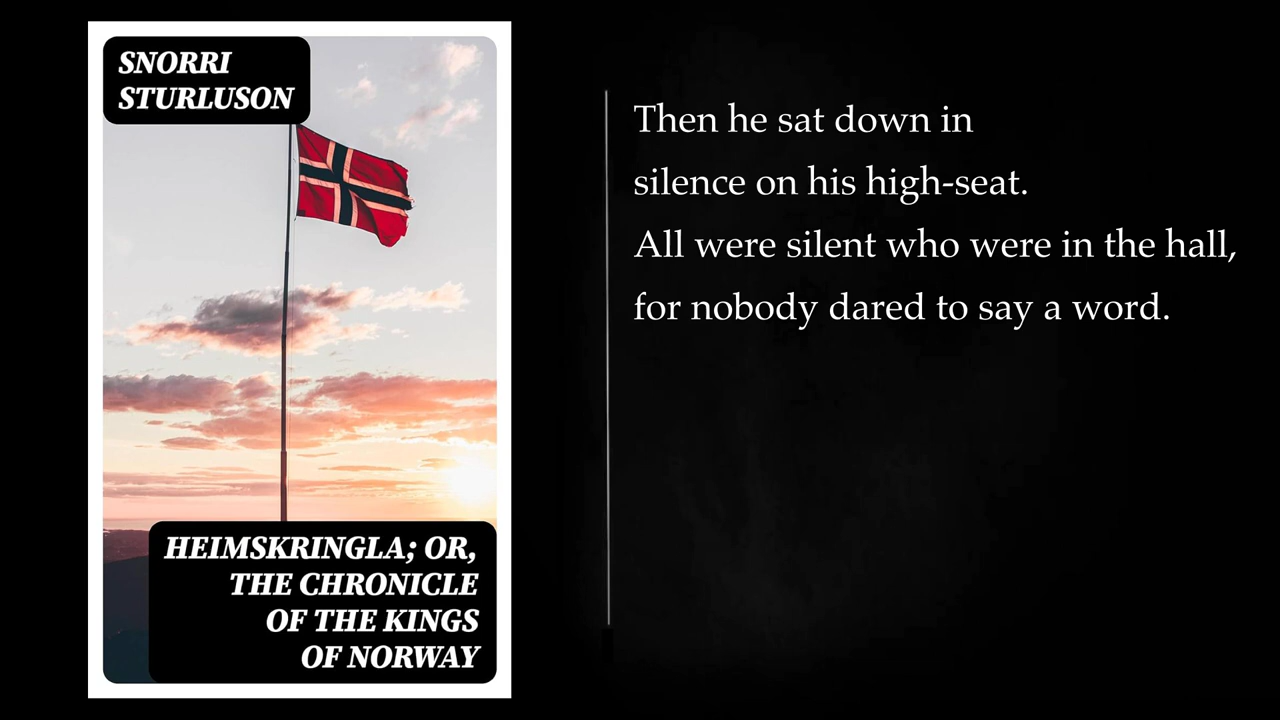 SNORRI
STURLUSON
HEIMSKRINGLA; OR,
THE CHRONICLE
OF THE KINGS
OF NORWAY
Then he sat down in
silence on his high-seat.
All were silent who were in the hall,
for nobody dared to say a word.